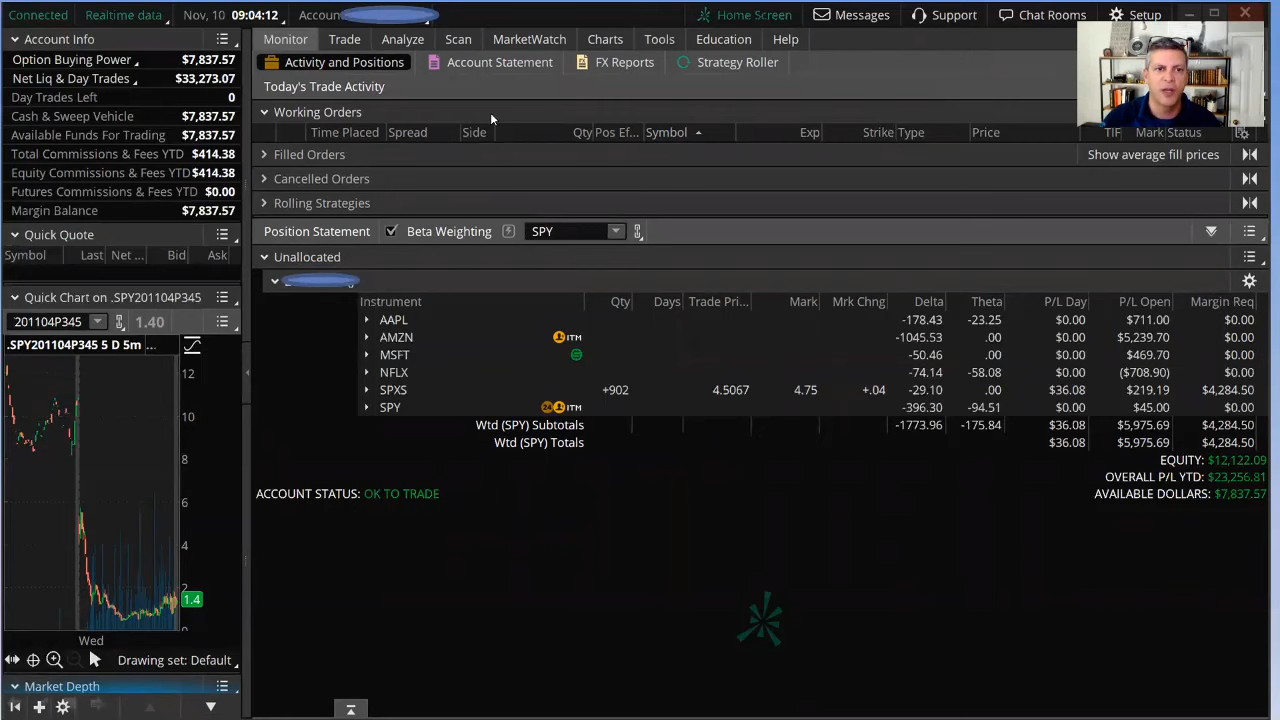 Connected Realtime data Nov, 10 09:04:12 Accoun Home Screen Messages Support Chat Rooms Setup
Account Info
Option Buying Power $7,837.57
Net Liq & Day Trades $33,273.07
Day Trades Left 0
Cash & Sweep Vehicle $7,837.57
Available Funds For Trading $7,837.57
Total Commissions & Fees YTD $414.38
Equity Commissions & Fees YTD $414.38
Futures Commissions & Fees YTD $0.00
Margin Balance $7,837.57
Quick Quote
Symbol Last Net ... Bid Ask
Quick Chart on .SPY201104P345
'201104P345 1.40
.SPY201104P345 5 D 5m ...
12
10
8
6
4
2
1.4
Wed
Drawing set: Default
Market Depth
Monitor Trade Analyze Scan MarketWatch Charts Tools Education Help
Activity and Positions Account Statement FX Reports Strategy Roller
Today's Trade Activity
Working Orders
Time Placed Spread Side Qty Pos Ef... Symbol Exp Strike Type Price TIF Mark Status
Filled Orders Show average fill prices
Cancelled Orders
Rolling Strategies
Position Statement Beta Weighting SPY
Unallocated
Instrument Qty Days Trade Pri... Mark Mrk Chng Delta Theta P/L Day P/L Open Margin Req
AAPL -178.43 -23.25 $0.00 $711.00 $0.00
AMZN ITM -1045.53 .00 $0.00 $5,239.70 $0.00
MSFT -50.46 .00 $0.00 $469.70 $0.00
NFLX -74.14 -58.08 $0.00 ($708.90) $0.00
SPXS +902 4.5067 4.75 +.04 -29.10 .00 $36.08 $219.19 $4,284.50
SPY ITM -396.30 -94.51 $0.00 $45.00 $0.00
Wtd (SPY) Subtotals -1773.96 -175.84 $36.08 $5,975.69 $4,284.50
Wtd (SPY) Totals $36.08 $5,975.69 $4,284.50
EQUITY: $12,122.09
OVERALL P/L YTD: $23,256.81
ACCOUNT STATUS: OK TO TRADE AVAILABLE DOLLARS: $7,837.57